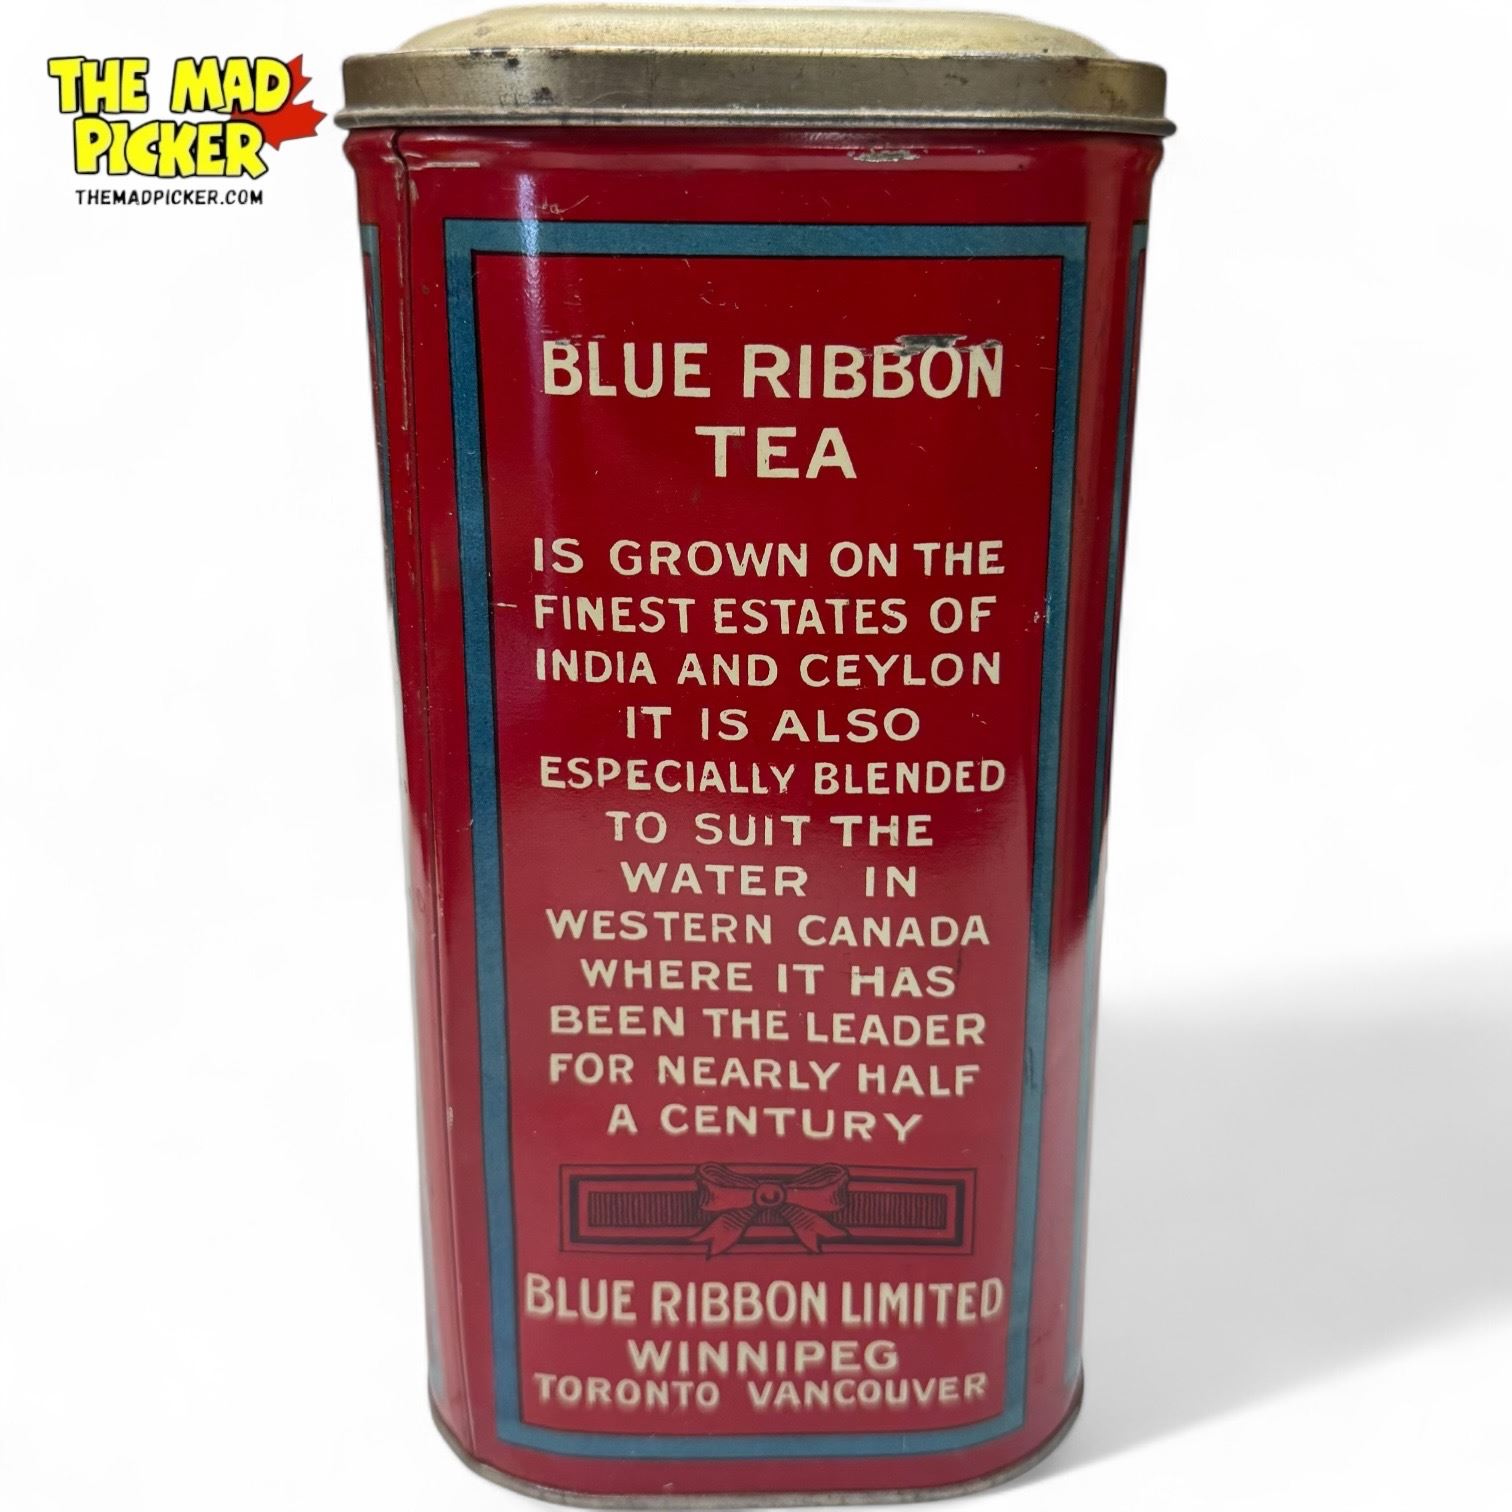 THE MAD
PICKER
THEMADPICKER.COM
BLUE RIBBON
TEA
IS GROWN ON THE
FINEST ESTATES OF
INDIA AND CEYLON
IT IS ALSO
ESPECIALLY BLENDED
TO SUIT THE
WATER IN
WESTERN CANADA
WHERE IT HAS
BEEN THE LEADER
FOR NEARLY HALF
A CENTURY
BLUE RIBBON LIMITED
WINNIPEG
TORONTO VANCOUVER